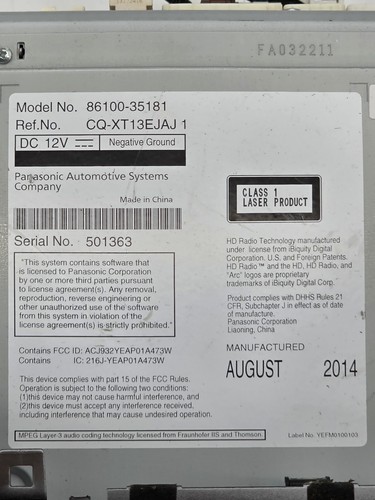 FA032211
Model No. 86100-35181
Ref.No. CQ-XT13EJAJ 1
DC 12V Negative Ground
Panasonic Automotive Systems
Company
Made in China
Serial No. 501363
"This system contains software that
is licensed to Panasonic Corporation
by one or more third parties pursuant
to license agreement(s). Any removal,
reproduction, reverse engineering or
other unauthorized use of the software
from this system in violation of the
license agreement(s) is strictly prohibited."
Contains FCC ID: ACJ932YEAP01A473W
Contains IC: 216J-YEAP01A473W
This device complies with part 15 of the FCC Rules.
Operation is subject to the following two conditions:
(1)this device may not cause harmful interference, and
(2)this device must accept any interference received,
including interference that may cause undesired operation.
MPEG Layer-3 audio coding technology licensed from Fraunhofer IIS and Thomson.
CLASS 1
LASER PRODUCT
HD Radio Technology manufactured
under license from iBiquity Digital
Corporation. U.S. and Foreign Patents.
HD Radio™ and the HD, HD Radio, and
"Arc" logos are proprietary
trademarks of iBiquity Digital Corp.
Product complies with DHHS Rules 21
CFR, Subchapter J in effect as of date
of manufacture.
Panasonic Corporation
Liaoning, China
MANUFACTURED
AUGUST 2014
Label No. YEFM0100103